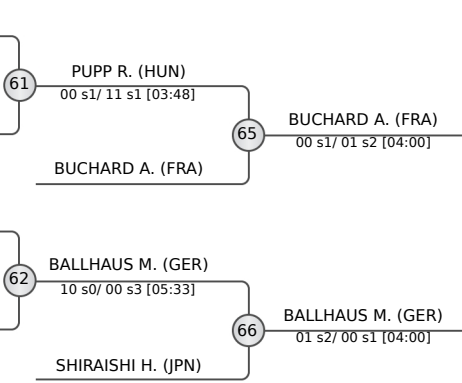 61
PUPP R. (HUN)
00 s1/ 11 s1 [03:48]
65
BUCHARD A. (FRA)
00 s1/ 01 s2 [04:00]
BUCHARD A. (FRA)
62
BALLHAUS M. (GER)
10 s0/ 00 s3 [05:33]
66
BALLHAUS M. (GER)
01 s2/ 00 s1 [04:00]
SHIRAISHI H. (JPN)